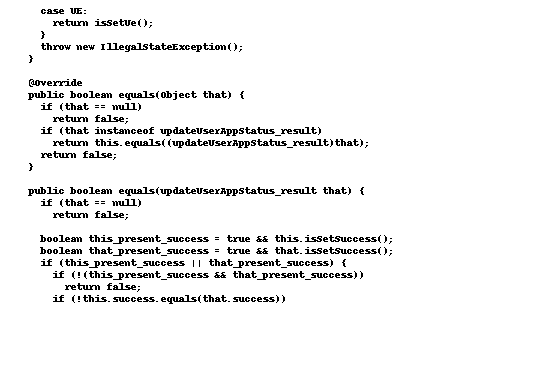 case UE:
return isSetUe();
}
throw new IllegalStateException();
}
@Override
public boolean equals(Object that) {
if (that == null)
return false;
if (that instanceof updateUserAppStatus_result)
return this.equals((updateUserAppStatus_result)that);
return false;
}
public boolean equals(updateUserAppStatus_result that) {
if (that == null)
return false;
boolean this_present_success = true && this.isSetSuccess();
boolean that_present_success = true && that.isSetSuccess();
if (this_present_success || that_present_success) {
if (!(this_present_success && that_present_success))
return false;
if (!this.success.equals(that.success))